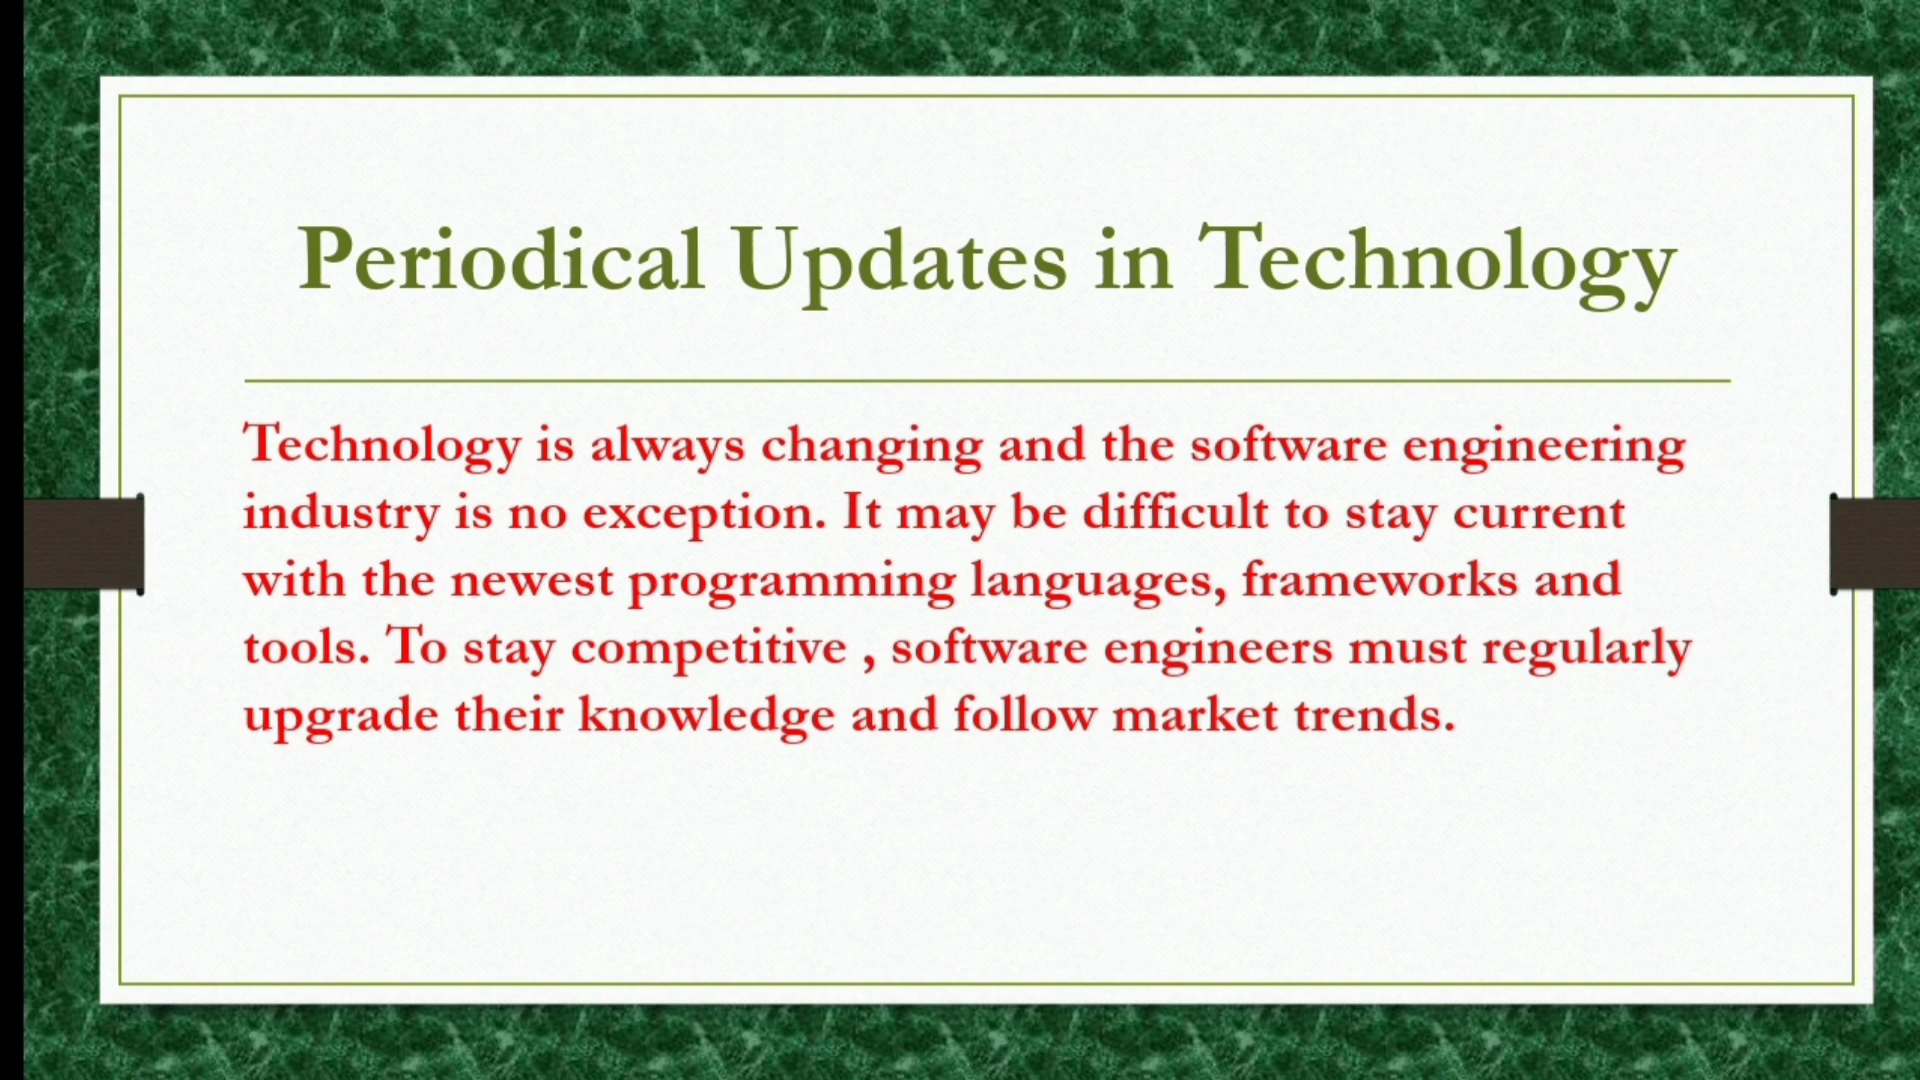 Periodical Updates in Technology
Technology is always changing and the software engineering
industry is no exception. It may be difficult to stay current
with the newest programming languages, frameworks and
tools. To stay competitive , software engineers must regularly
upgrade their knowledge and follow market trends.